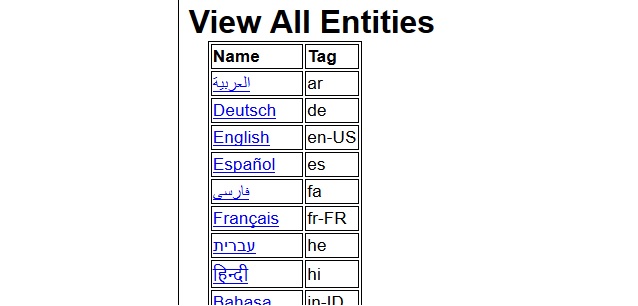 View All Entities
Name Tag
العربية ar
Deutsch de
English en-US
Español es
فارسی fa
Français fr-FR
עברית he
हिन्दी hi
Bahasa in-ID